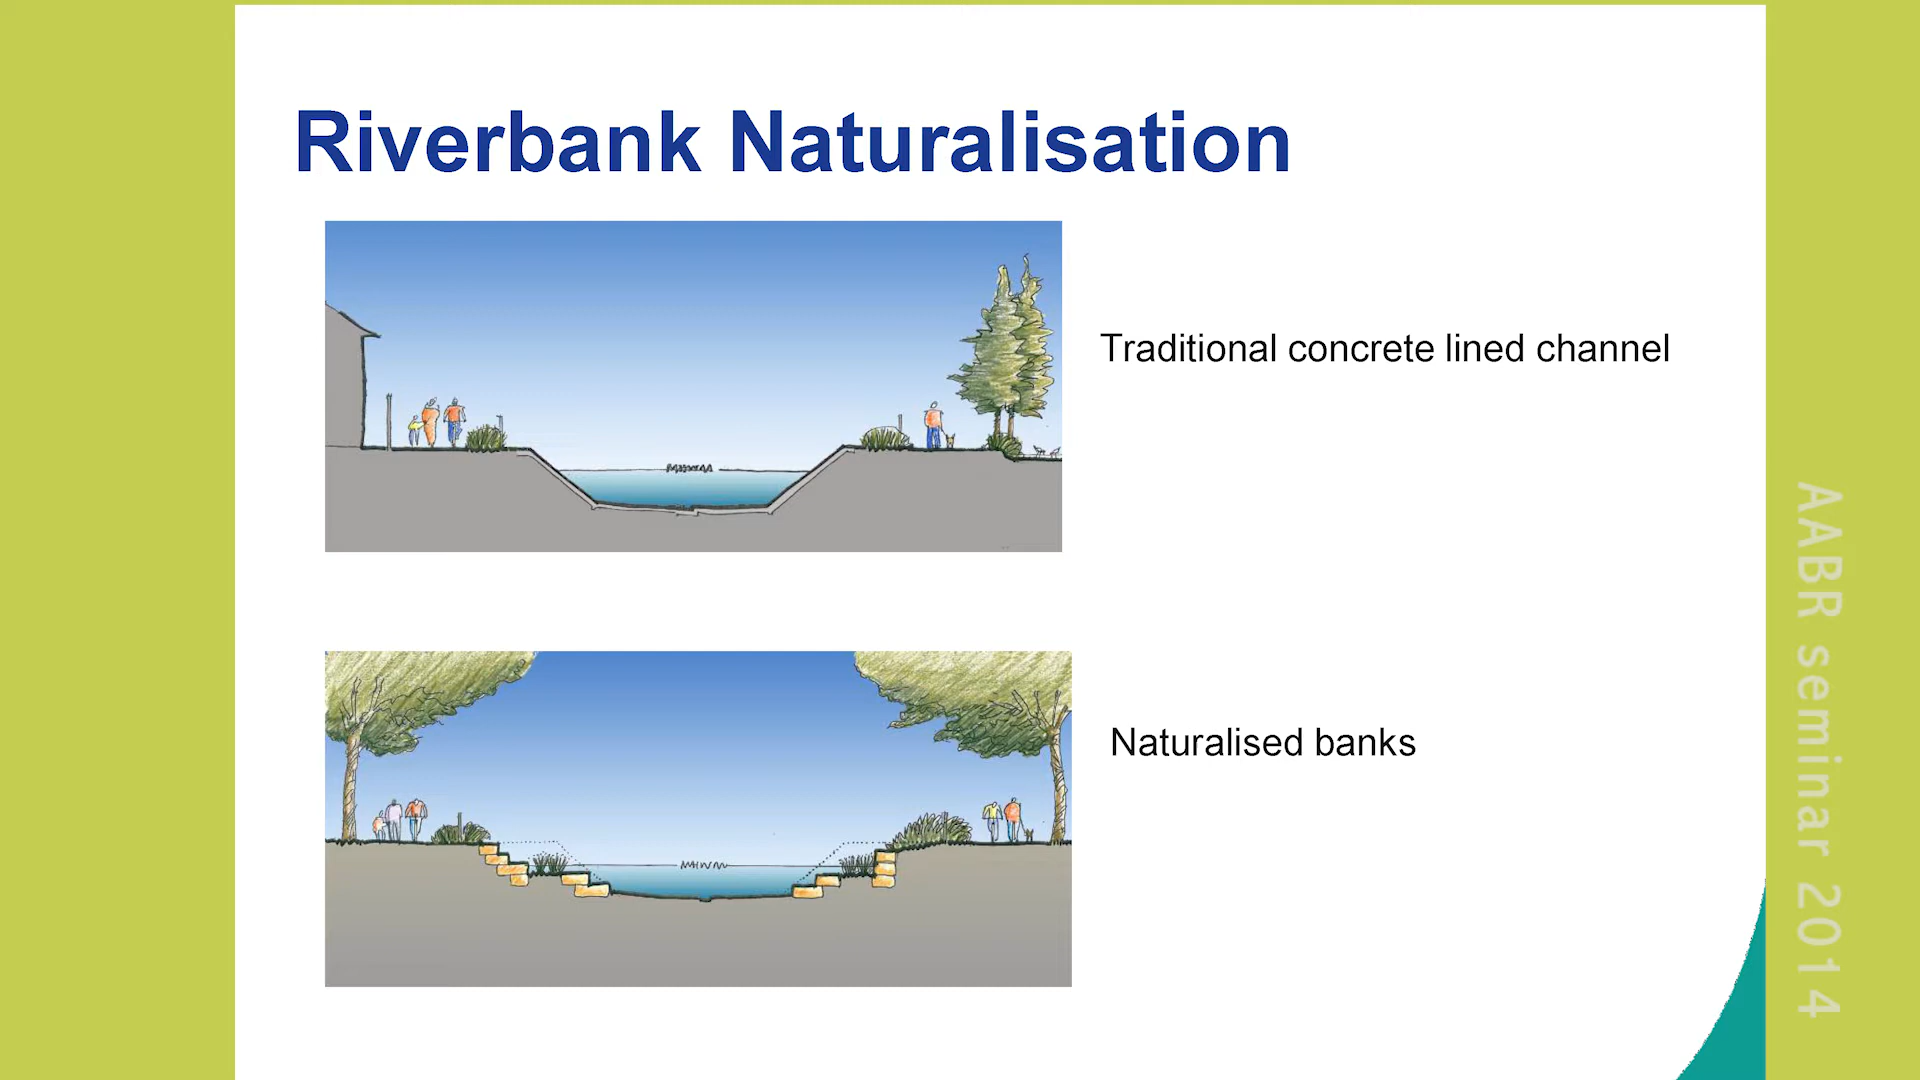 Riverbank Naturalisation
Traditional concrete lined channel
Naturalised banks
AABR seminar 2014